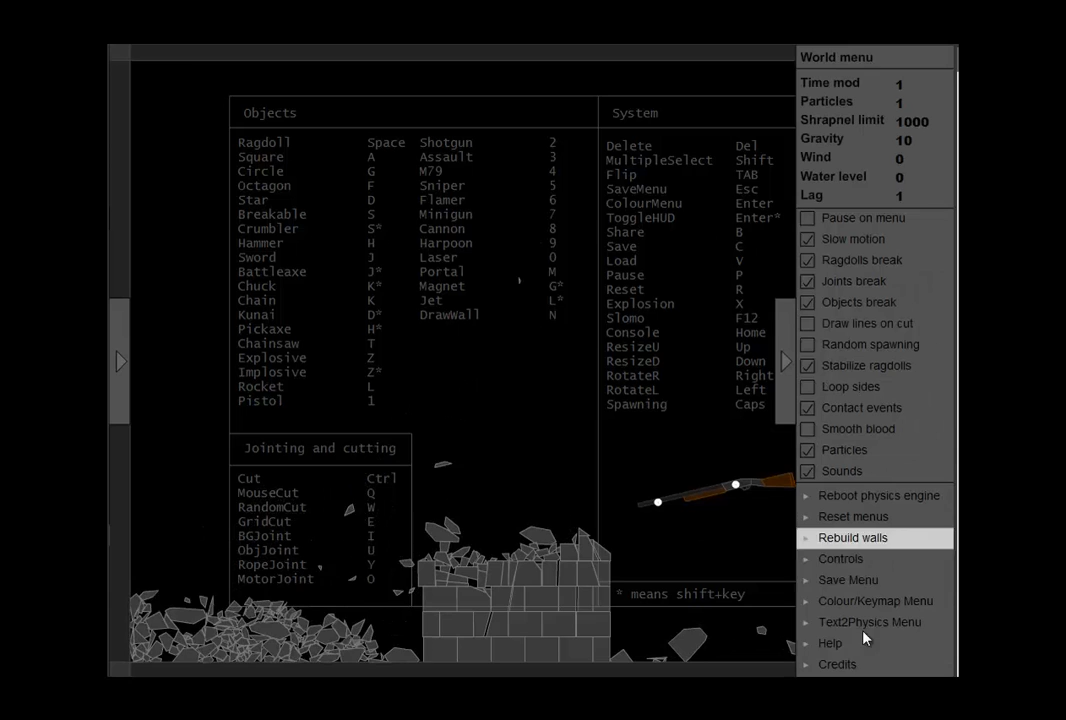 Objects
Ragdoll Space Shotgun 2
Square A Assault 3
Circle G M79 4
Octagon F Sniper 5
Star D Flamer 6
Breakable S Minigun 7
Crumbler S* Cannon 8
Hammer H Harpoon 9
Sword J Laser 0
Battleaxe J* Portal M
Chuck K* Magnet G*
Chain K Jet L*
Kunai D* DrawWall N
Pickaxe H*
Chainsaw T
Explosive Z
Implosive Z*
Rocket L
Pistol 1
Jointing and cutting
Cut Ctrl
MouseCut Q
RandomCut W
GridCut E
BGJoint I
ObjJoint U
RopeJoint Y
MotorJoint O
System
Delete Del
MultipleSelect Shift
Flip TAB
SaveMenu Esc
ColourMenu Enter
ToggleHUD Enter*
Share B
Save C
Load V
Pause P
Reset R
Explosion X
Slomo F12
Console Home
ResizeU Up
ResizeD Down
RotateR Right
RotateL Left
Spawning Caps
* means shift+key
World menu
Time mod 1
Particles 1
Shrapnel limit 1000
Gravity 10
Wind 0
Water level 0
Lag 1
Pause on menu
Slow motion
Ragdolls break
Joints break
Objects break
Draw lines on cut
Random spawning
Stabilize ragdolls
Loop sides
Contact events
Smooth blood
Particles
Sounds
Reboot physics engine
Reset menus
Rebuild walls
Controls
Save Menu
Colour/Keymap Menu
Text2Physics Menu
Help
Credits